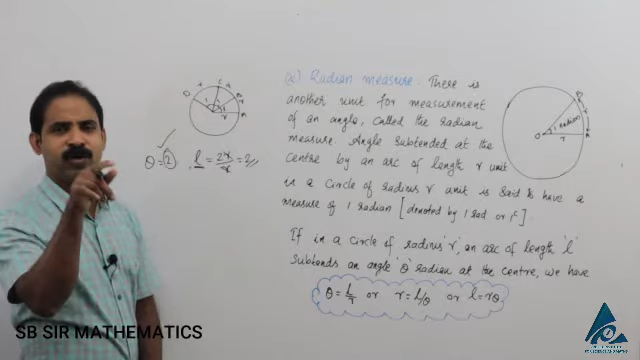 (x) Radian measure. There is
another unit for measurement
of an angle, called the radian
measure Angle subtended at the
centre by an arc of length r unit
in a circle of radius r unit is said to have a
measure of 1 radian [denoted by 1 rad or 1ᶜ].
If in a circle of radius 'r', an arc of length 'l'
subtends an angle 'θ' radian at the centre, we have
θ = l/r or r = l/θ or l = rθ
θ = 2 l = 2r/r = 2
1 radian
O
r
SB SIR MATHEMATICS